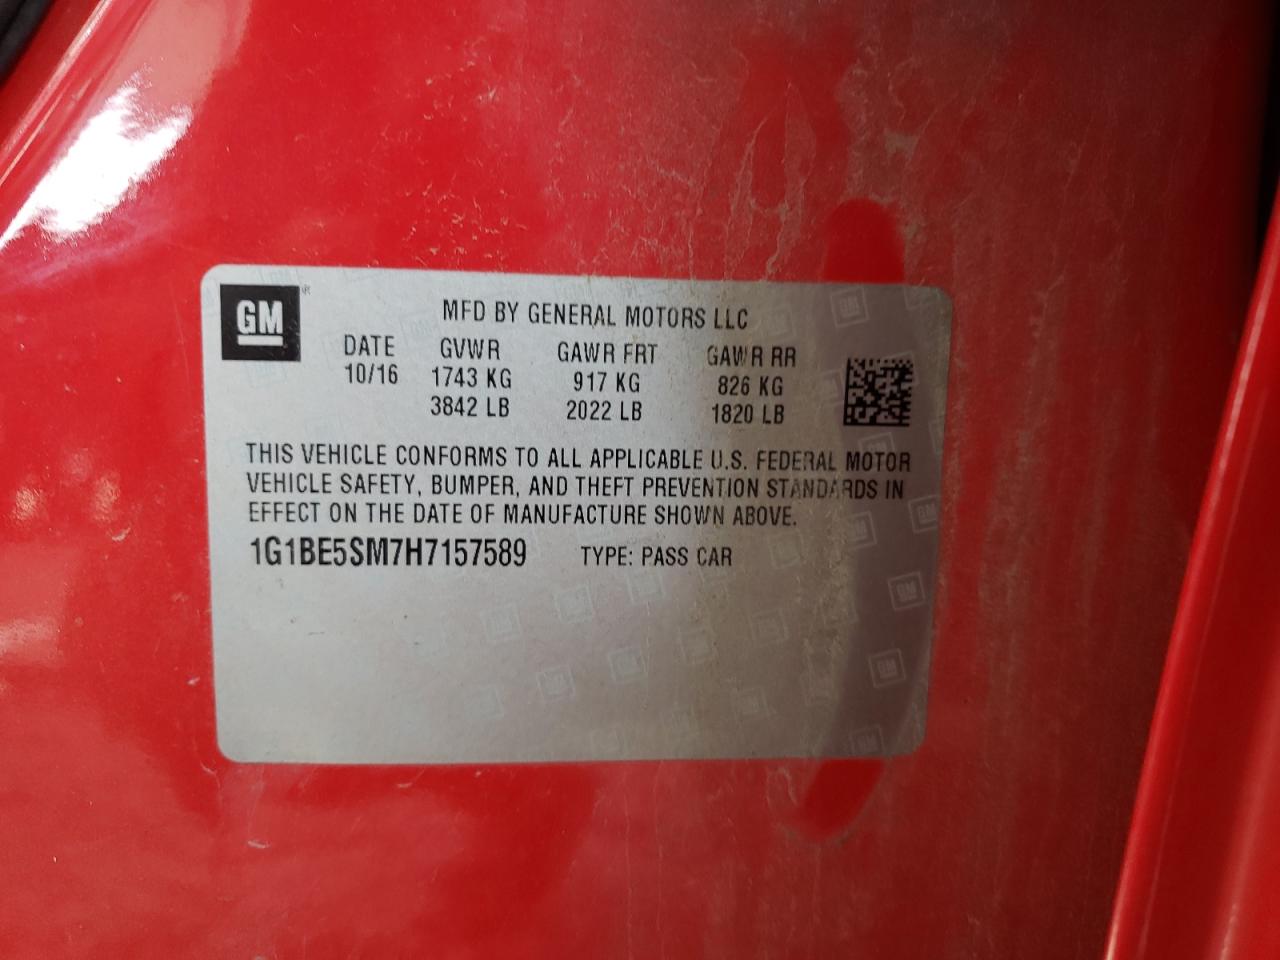 GM
MFD BY GENERAL MOTORS LLC
DATE GVWR GAWR FRT GAWR RR
10/16 1743 KG 917 KG 826 KG
3842 LB 2022 LB 1820 LB
THIS VEHICLE CONFORMS TO ALL APPLICABLE U.S. FEDERAL MOTOR
VEHICLE SAFETY, BUMPER, AND THEFT PREVENTION STANDARDS IN
EFFECT ON THE DATE OF MANUFACTURE SHOWN ABOVE.
1G1BE5SM7H7157589 TYPE: PASS CAR